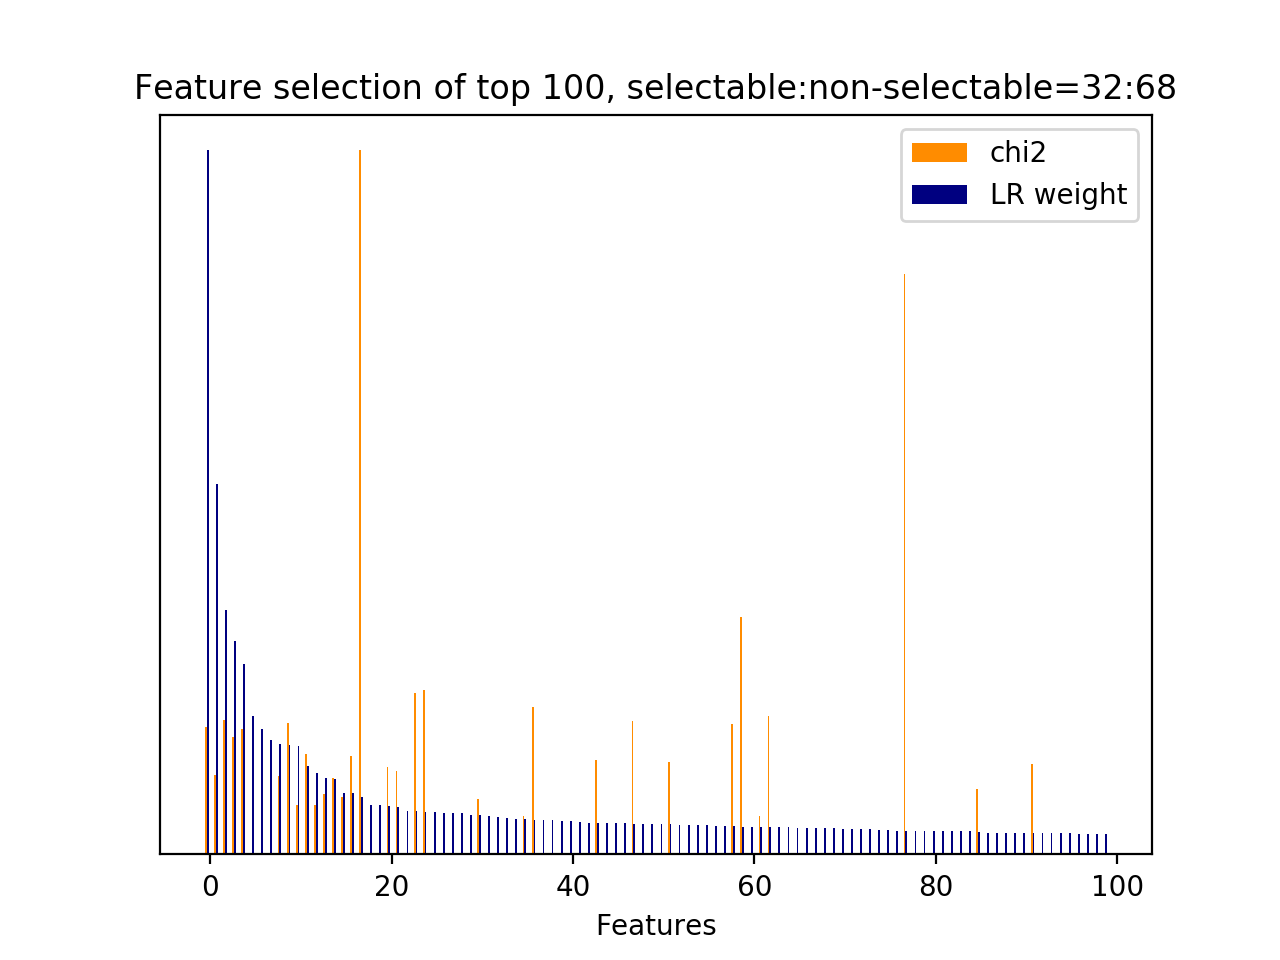 Feature selection of top 100, selectable:non-selectable=32:68
chi2
LR weight
0 20 40 60 80 100
Features